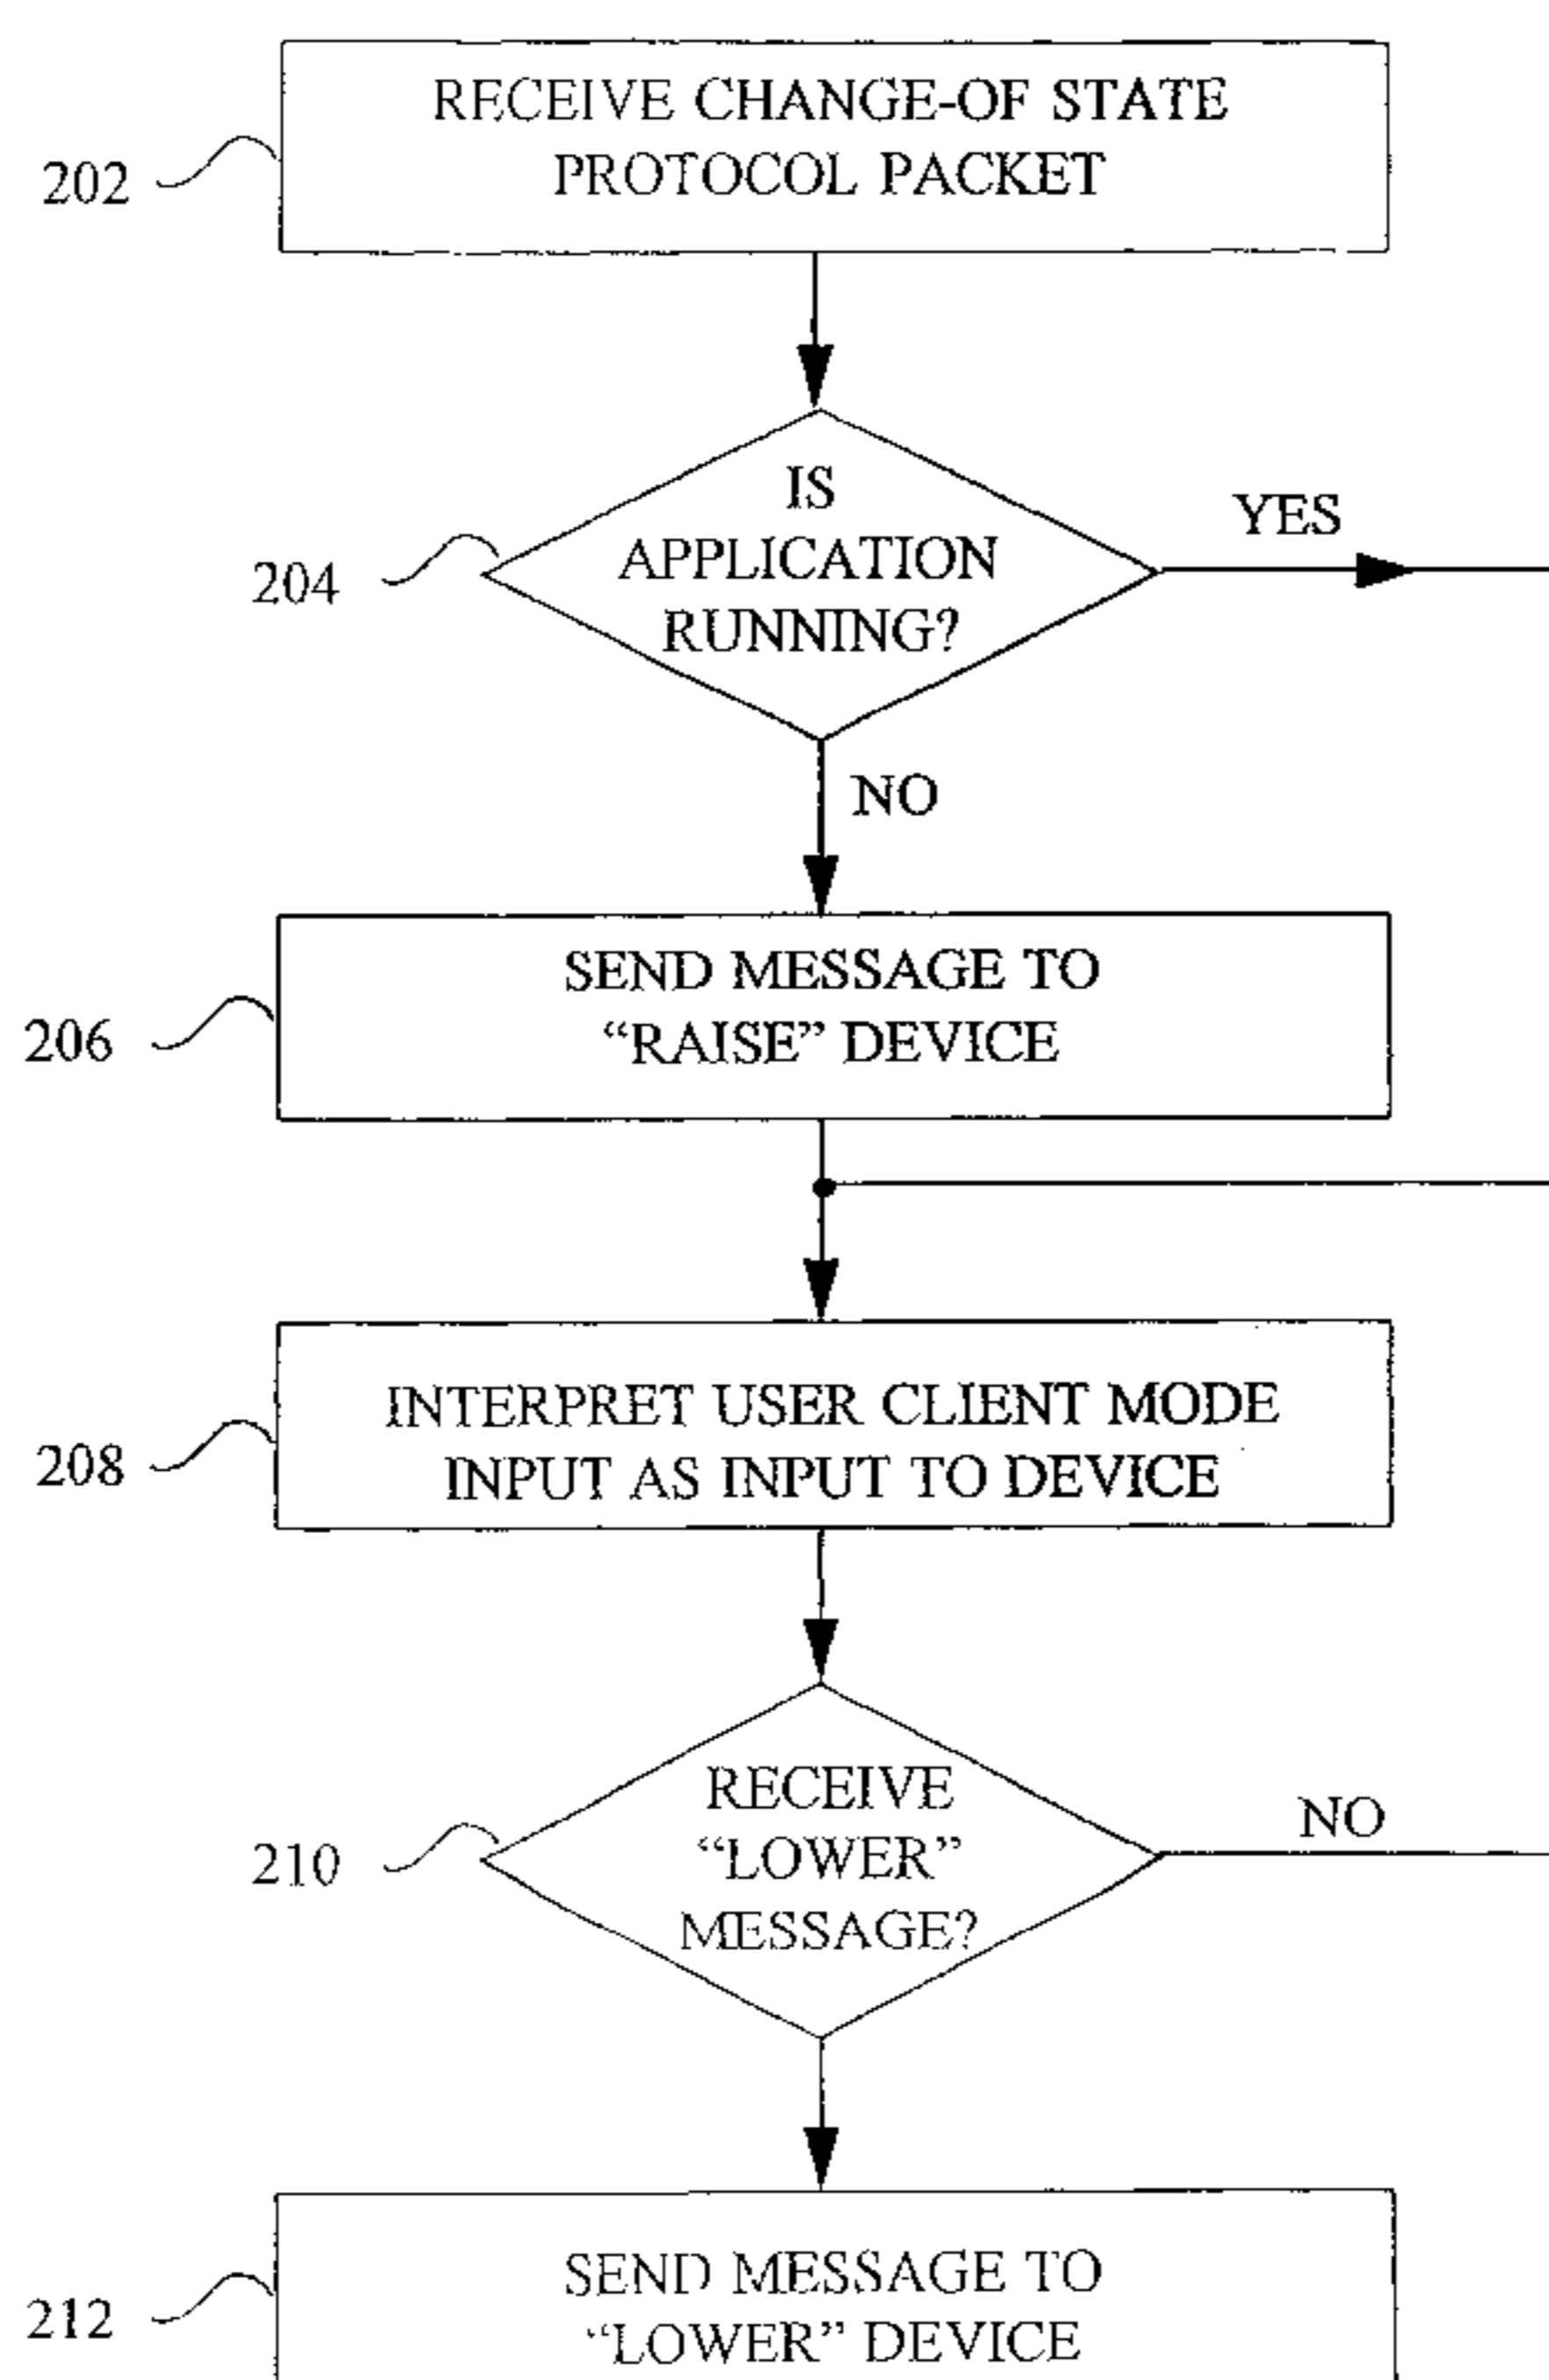 RECEIVE CHANGE-OF STATE
PROTOCOL PACKET
202
IS
APPLICATION
RUNNING?
204
YES
NO
SEND MESSAGE TO
“RAISE” DEVICE
206
INTERPRET USER CLIENT MODE
INPUT AS INPUT TO DEVICE
208
RECEIVE
“LOWER”
MESSAGE?
210
NO
SEND MESSAGE TO
“LOWER” DEVICE
212